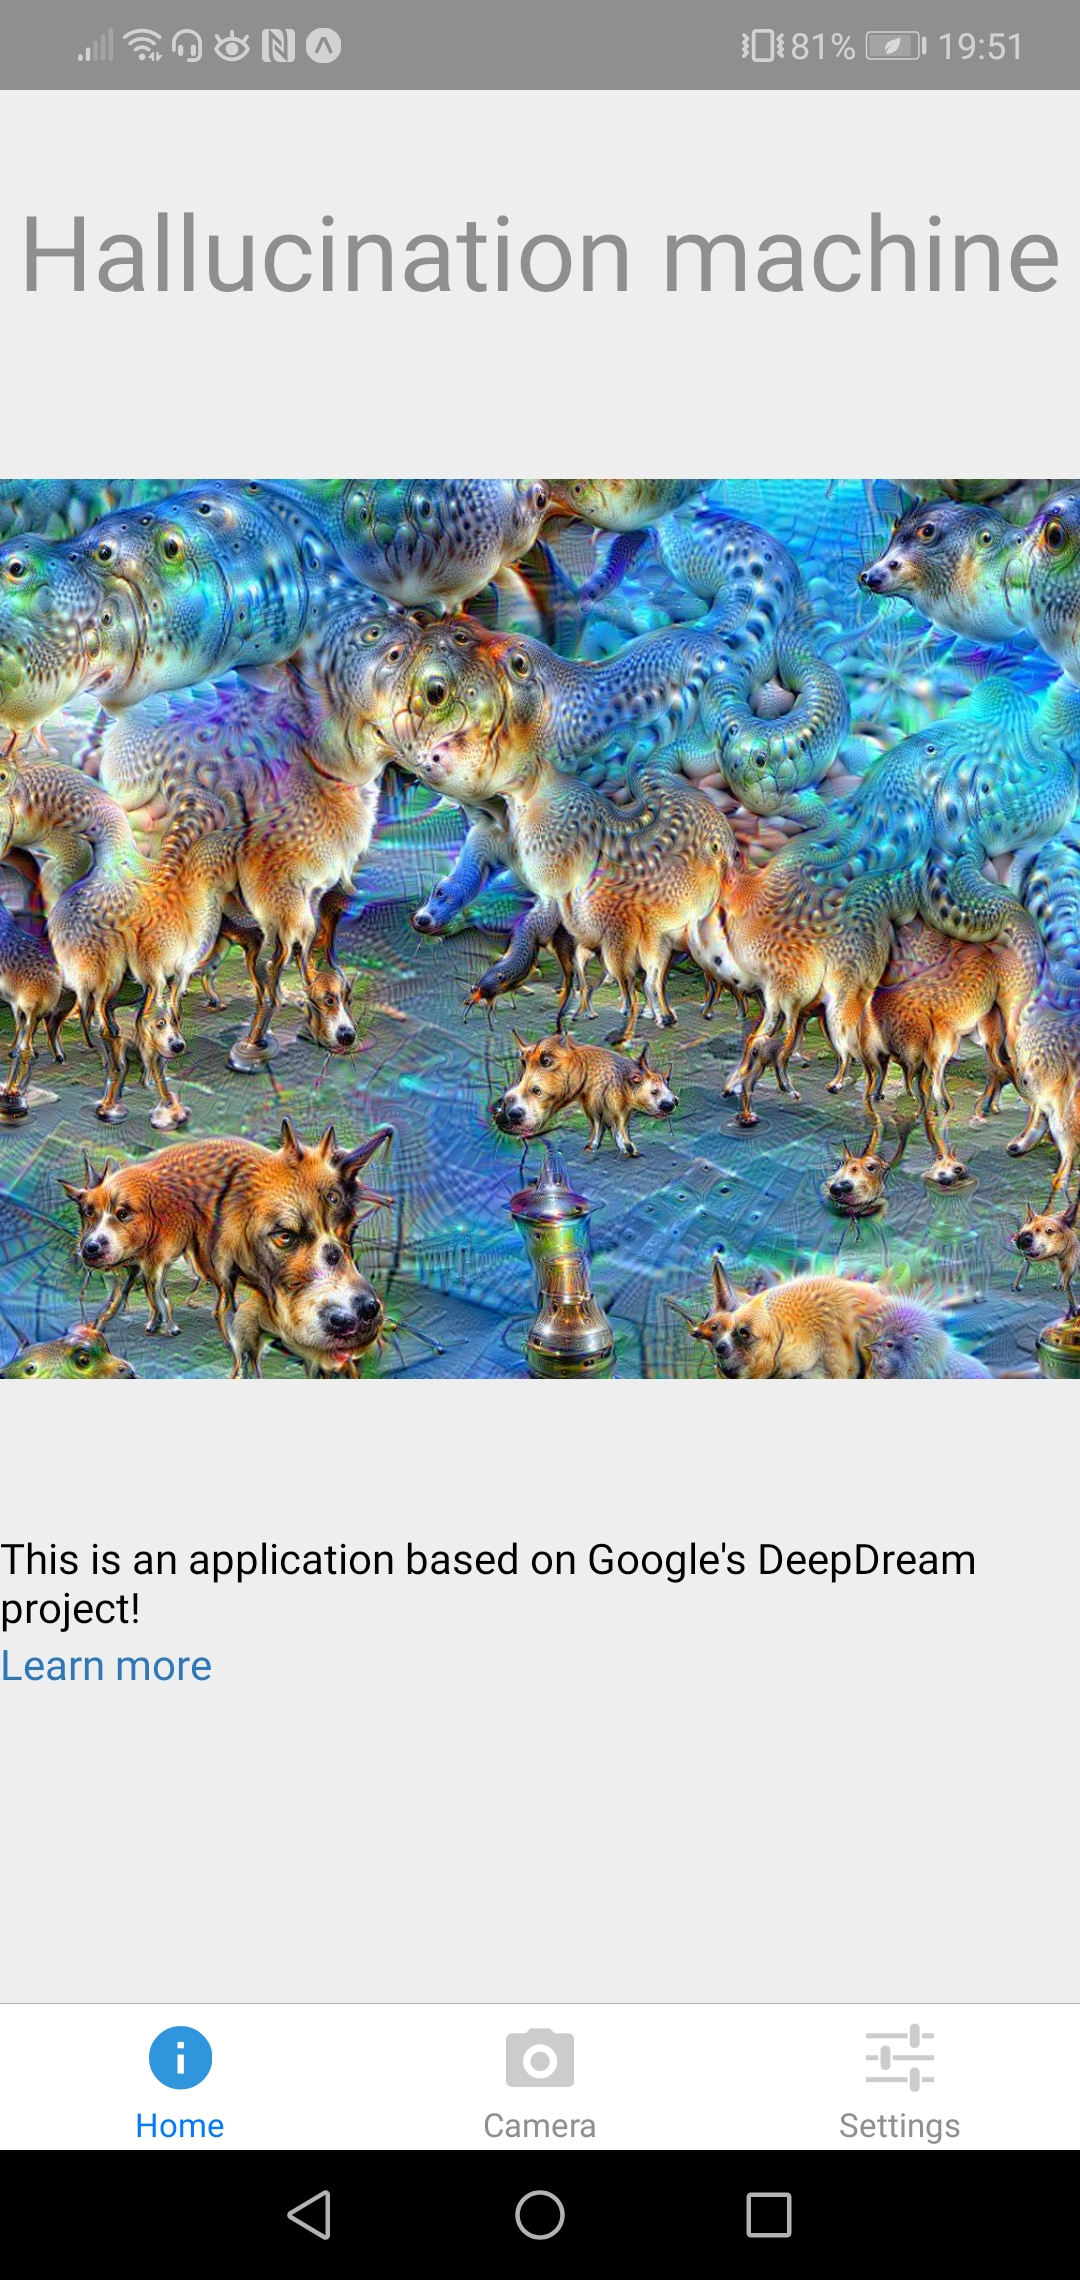 81% 19:51
Hallucination machine
This is an application based on Google's DeepDream
project!
Learn more
Home Camera Settings